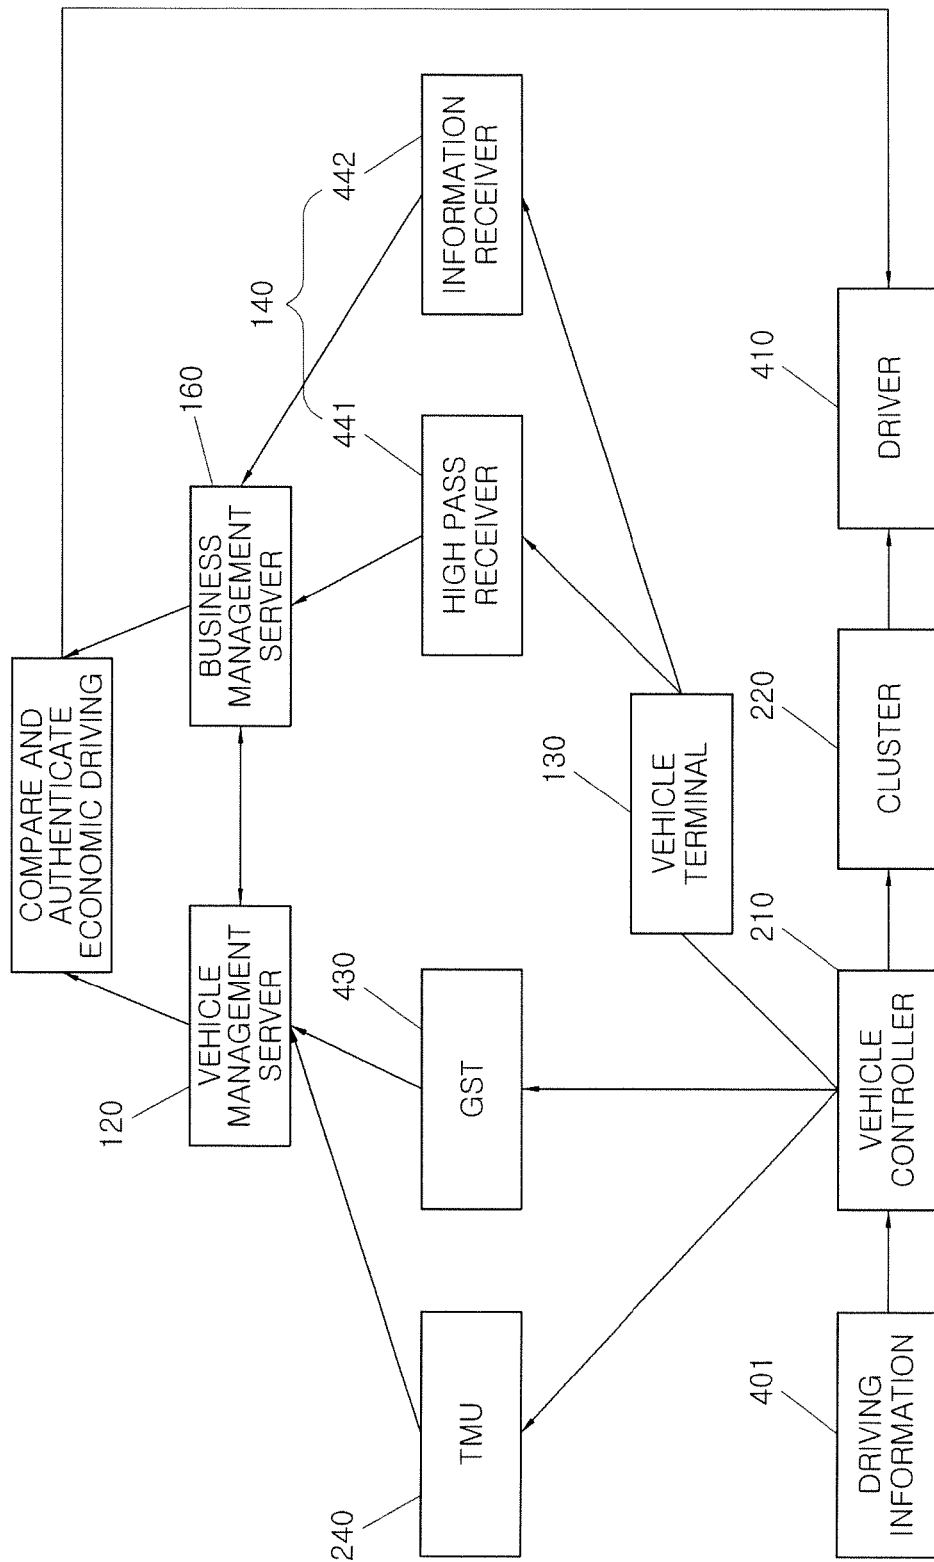 COMPARE AND
AUTHENTICATE
ECONOMIC DRIVING
120
VEHICLE
MANAGEMENT
SERVER
160
BUSINESS
MANAGEMENT
SERVER
140
240
TMU
430
GST
441
HIGH PASS
RECEIVER
442
INFORMATION
RECEIVER
130
VEHICLE
TERMINAL
401
DRIVING
INFORMATION
210
VEHICLE
CONTROLLER
220
CLUSTER
410
DRIVER